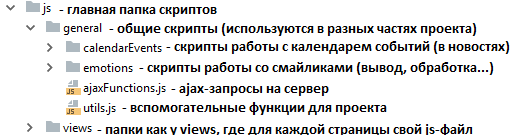 js - главная папка скриптов
general - общие скрипты (используются в разных частях проекта)
calendarEvents - скрипты работы с календарем событий (в новостях)
emotions - скрипты работы со смайликами (вывод, обработка...)
JS ajaxFunctions.js - ajax-запросы на сервер
JS utils.js - вспомогательные функции для проекта
views - папки как у views, где для каждой страницы свой js-файл